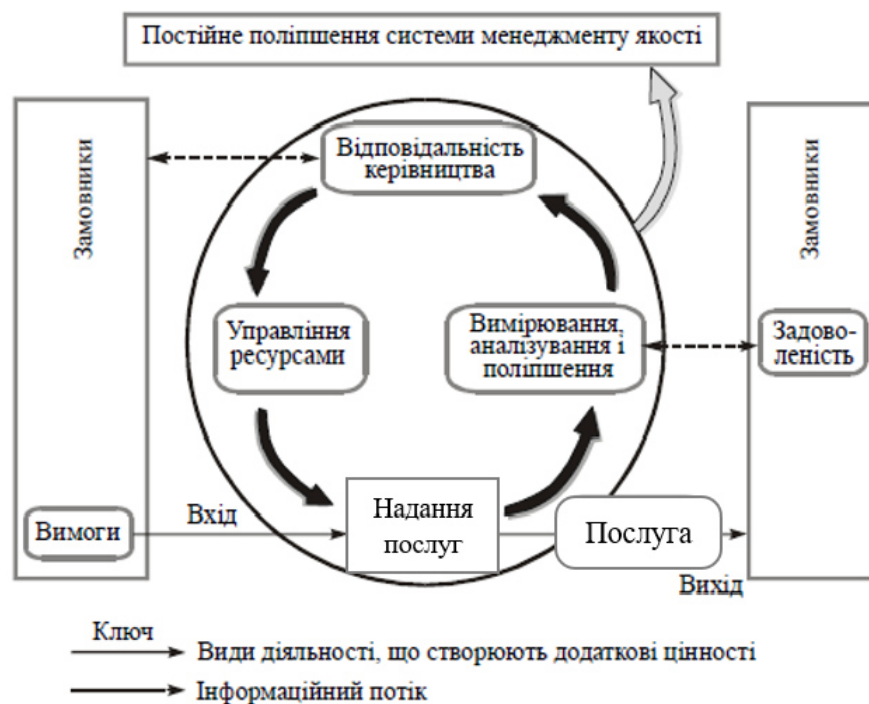 Постійне поліпшення системи менеджменту якості
Замовники
Відповідальність
керівництва
Замовники
Управління
ресурсами
Вимірювання,
аналізування і
поліпшення
Задово-
леність
Вимоги
Вхід
Надання
послуг
Послуга
Вихід
Ключ
Види діяльності, що створюють додаткові цінності
Інформаційний потік